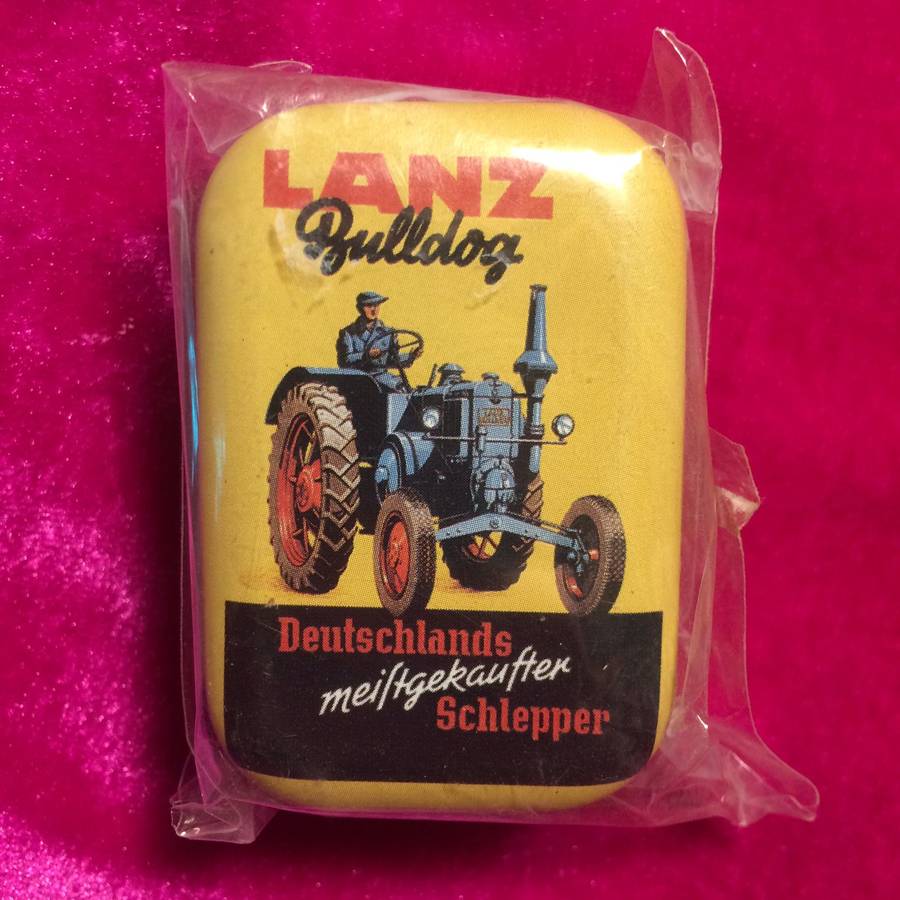 LANZ
Bulldog
Deutschlands
meiſtgekaufter
Schlepper